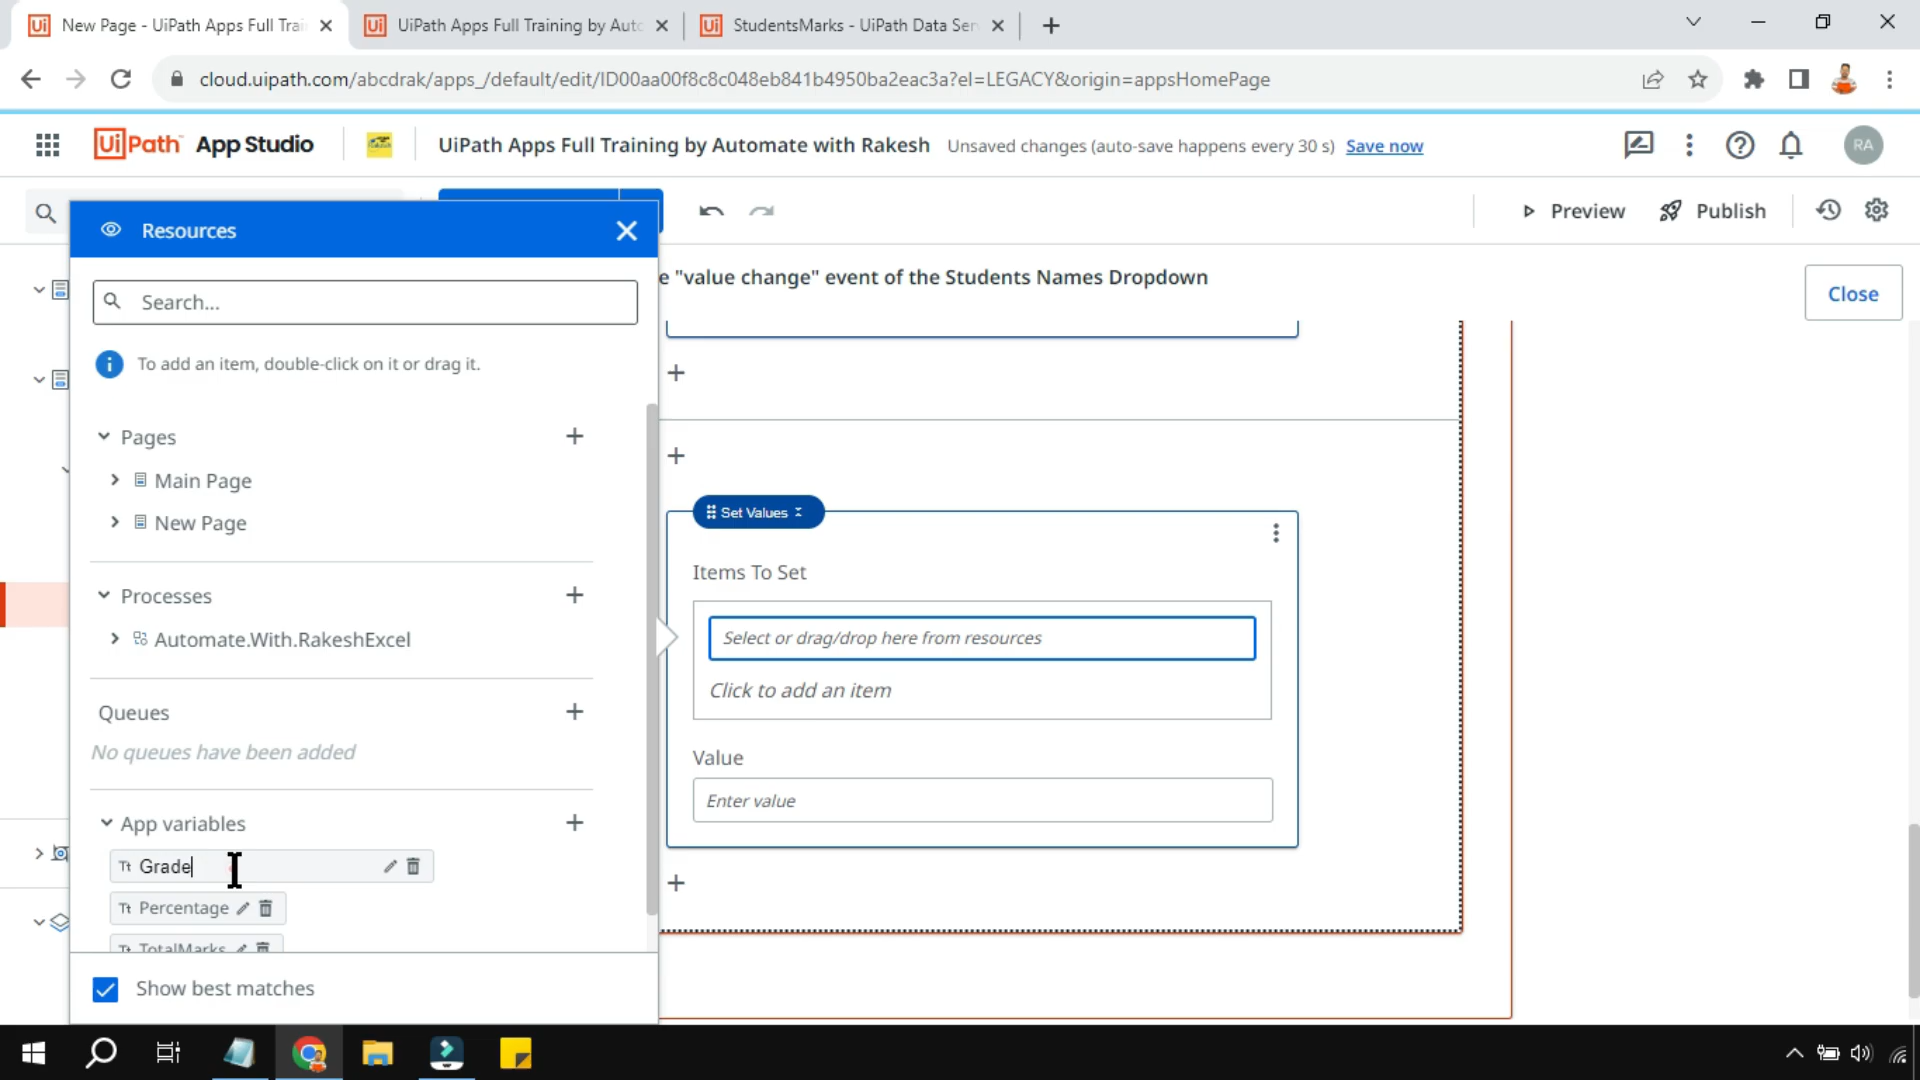 New Page - UiPath Apps Full Trai
UiPath Apps Full Training by Auto
StudentsMarks - UiPath Data Ser
cloud.uipath.com/abcdrak/apps_/default/edit/ID00aa00f8c8c048eb841b4950ba2eac3a?el=LEGACY&origin=appsHomePage
UiPath App Studio
UiPath Apps Full Training by Automate with Rakesh
Unsaved changes (auto-save happens every 30 s) Save now
RA
Preview
Publish
Resources
e "value change" event of the Students Names Dropdown
Close
Search...
To add an item, double-click on it or drag it.
Pages
Main Page
New Page
Processes
Automate.With.RakeshExcel
Queues
No queues have been added
App variables
Tt Grade
Tt Percentage
Tt TotalMarks
Show best matches
Set Values
Items To Set
Select or drag/drop here from resources
Click to add an item
Value
Enter value